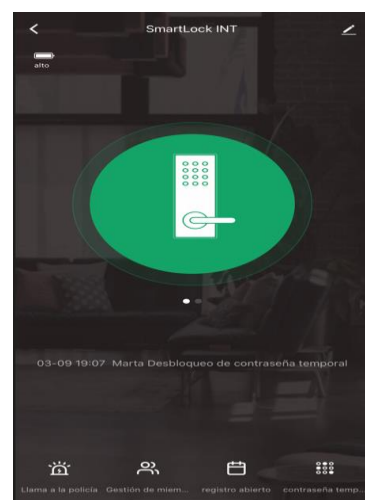 SmartLock INT
alto
03-09 19:07 Marta Desbloqueo de contraseña temporal
Llama a la policía Gestión de miem... registro abierto contraseña temp...